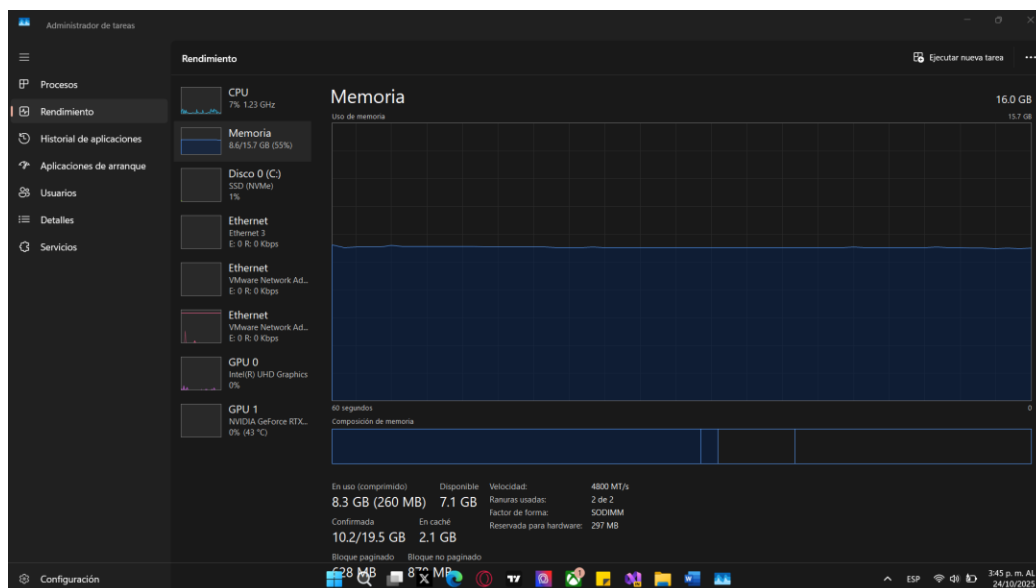 Administrador de tareas
Rendimiento
Ejecutar nueva tarea
Procesos
Rendimiento
Historial de aplicaciones
Aplicaciones de arranque
Usuarios
Detalles
Servicios
CPU
7% 1.23 GHz
Memoria
8.6/15.7 GB (55%)
Disco 0 (C:)
SSD (NVMe)
1%
Ethernet
Ethernet 3
E: 0 R: 0 Kbps
Ethernet
VMware Network Ad...
E: 0 R: 0 Kbps
Ethernet
VMware Network Ad...
E: 0 R: 0 Kbps
GPU 0
Intel(R) UHD Graphics
0%
GPU 1
NVIDIA GeForce RTX...
0% (43 °C)
Memoria
16.0 GB
Uso de memoria
15.7 GB
60 segundos
0
Composición de memoria
En uso (comprimido)
8.3 GB (260 MB)
Disponible
7.1 GB
Velocidad: 4800 MT/s
Ranuras usadas: 2 de 2
Factor de forma: SODIMM
Reservada para hardware: 297 MB
Confirmada
10.2/19.5 GB
En caché
2.1 GB
Bloque paginado
628 MB
Bloque no paginado
MB
Configuración
ESP
3:45 p. m.
24/10/2025